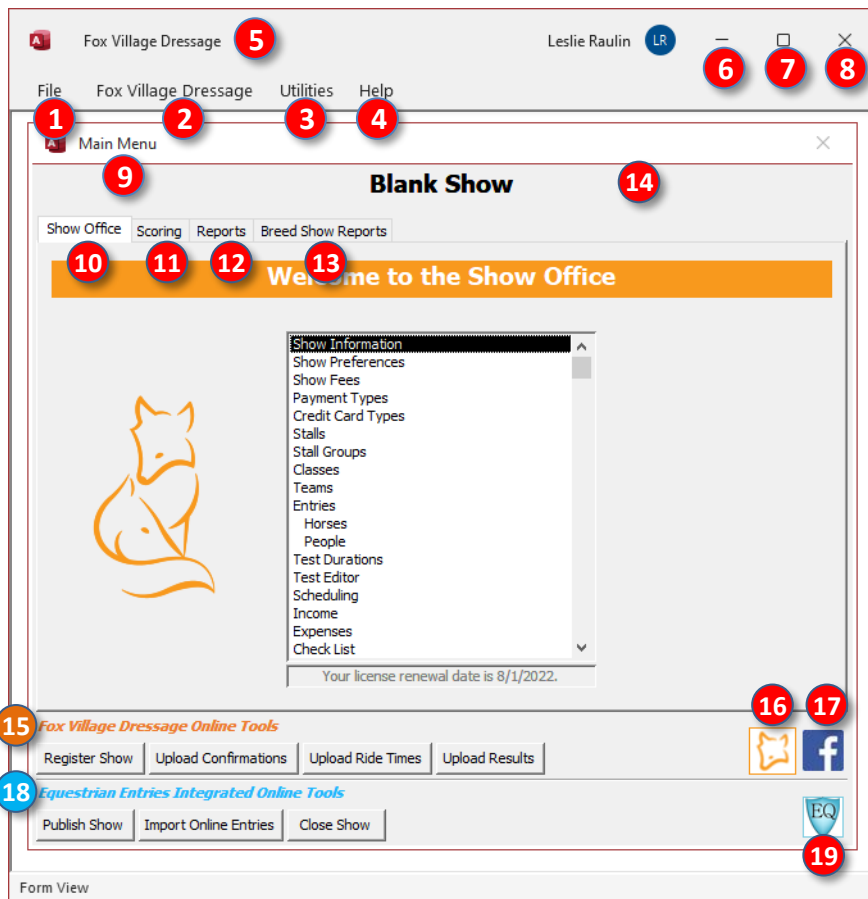 Fox Village Dressage 5 Leslie Raulin LR 6 7 8
File Fox Village Dressage Utilities Help
1 2 3 4
Main Menu
9
Blank Show 14
Show Office Scoring Reports Breed Show Reports
10 11 12 13
Welcome to the Show Office
Show Information
Show Preferences
Show Fees
Payment Types
Credit Card Types
Stalls
Stall Groups
Classes
Teams
Entries
Horses
People
Test Durations
Test Editor
Scheduling
Income
Expenses
Check List
Your license renewal date is 8/1/2022.
15 Fox Village Dressage Online Tools 16 17
Register Show Upload Confirmations Upload Ride Times Upload Results f
18 Equestrian Entries Integrated Online Tools
Publish Show Import Online Entries Close Show EQ
19
Form View